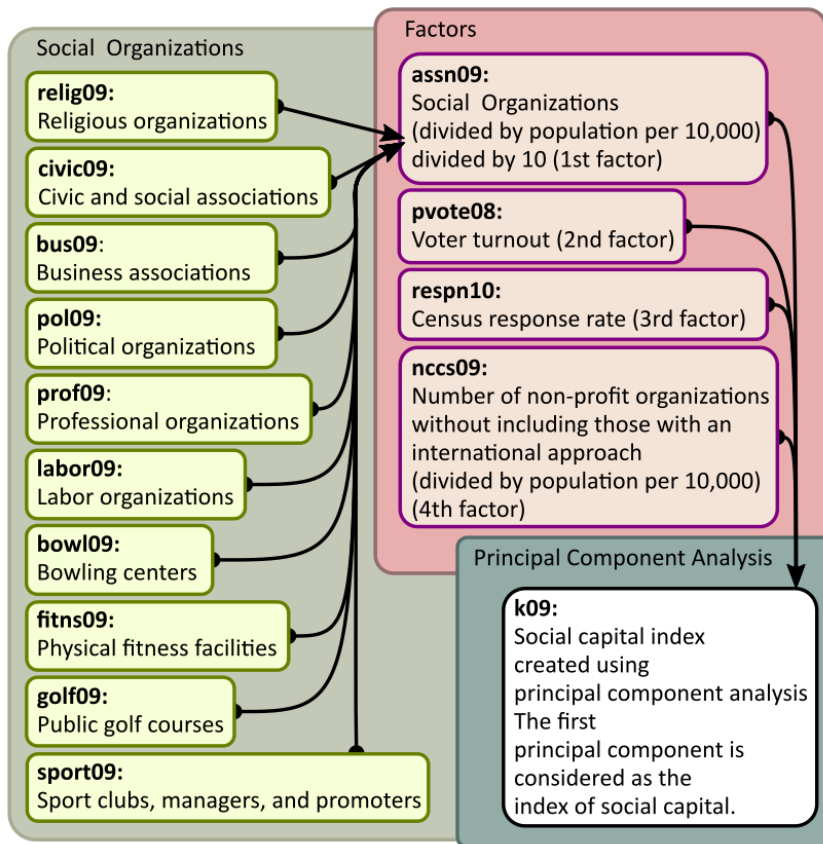 Social Organizations
relig09:
Religious organizations
civic09:
Civic and social associations
bus09:
Business associations
pol09:
Political organizations
prof09:
Professional organizations
labor09:
Labor organizations
bowl09:
Bowling centers
fitns09:
Physical fitness facilities
golf09:
Public golf courses
sport09:
Sport clubs, managers, and promoters
Factors
assn09:
Social Organizations
(divided by population per 10,000)
divided by 10 (1st factor)
pvote08:
Voter turnout (2nd factor)
respn10:
Census response rate (3rd factor)
nccs09:
Number of non-profit organizations
without including those with an
international approach
(divided by population per 10,000)
(4th factor)
Principal Component Analysis
k09:
Social capital index
created using
principal component analysis
The first
principal component is
considered as the
index of social capital.